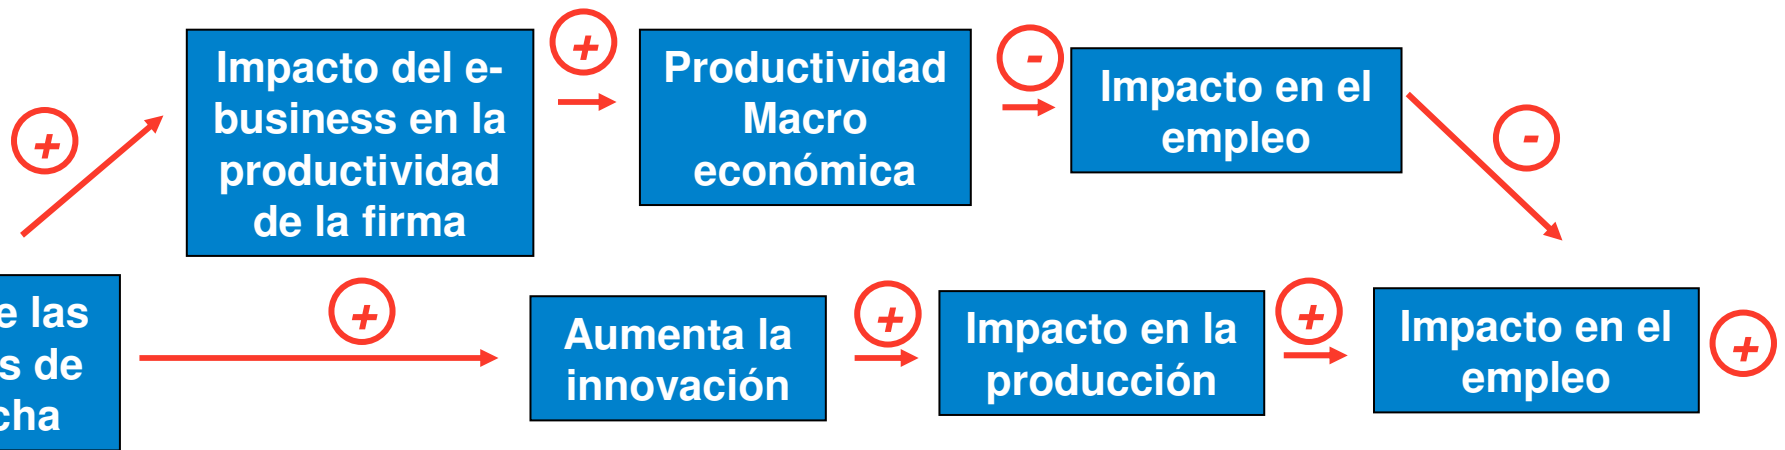 +
Impacto del e-
business en la
productividad
de la firma
+
Productividad
Macro
económica
-
Impacto en el
empleo
-
e las
s de
cha
+
Aumenta la
innovación
+
Impacto en la
producción
+
Impacto en el
empleo
+